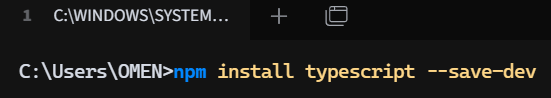 1 C:\WINDOWS\SYSTEM...
C:\Users\OMEN>npm install typescript --save-dev